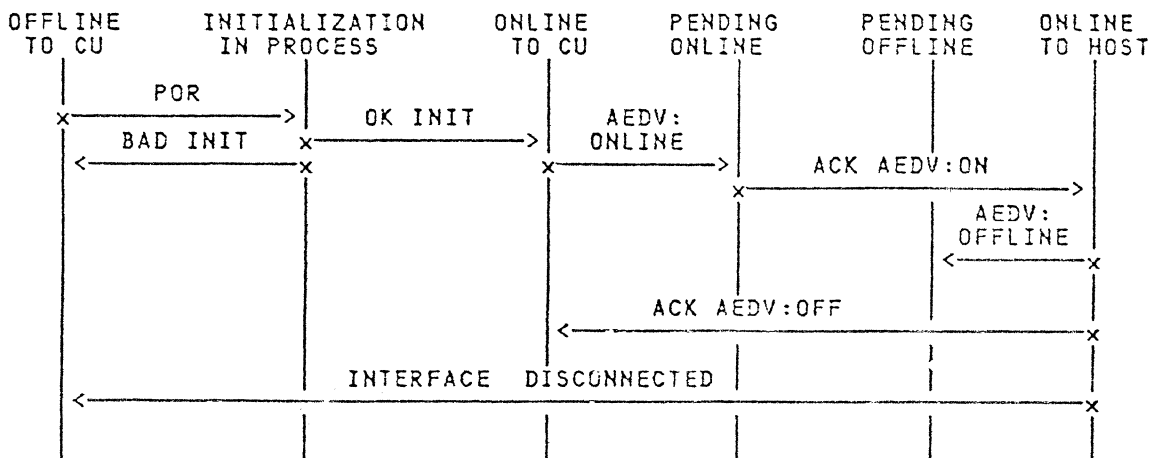 OFFLINE INITIALIZATION ONLINE PENDING PENDING ONLINE
TO CU IN PROCESS TO CU ONLINE OFFLINE TO HOST
POR
OK INIT AEDV:
BAD INIT ONLINE
ACK AEDV:ON
AEDV:
OFFLINE
ACK AEDV:OFF
INTERFACE DISCONNECTED